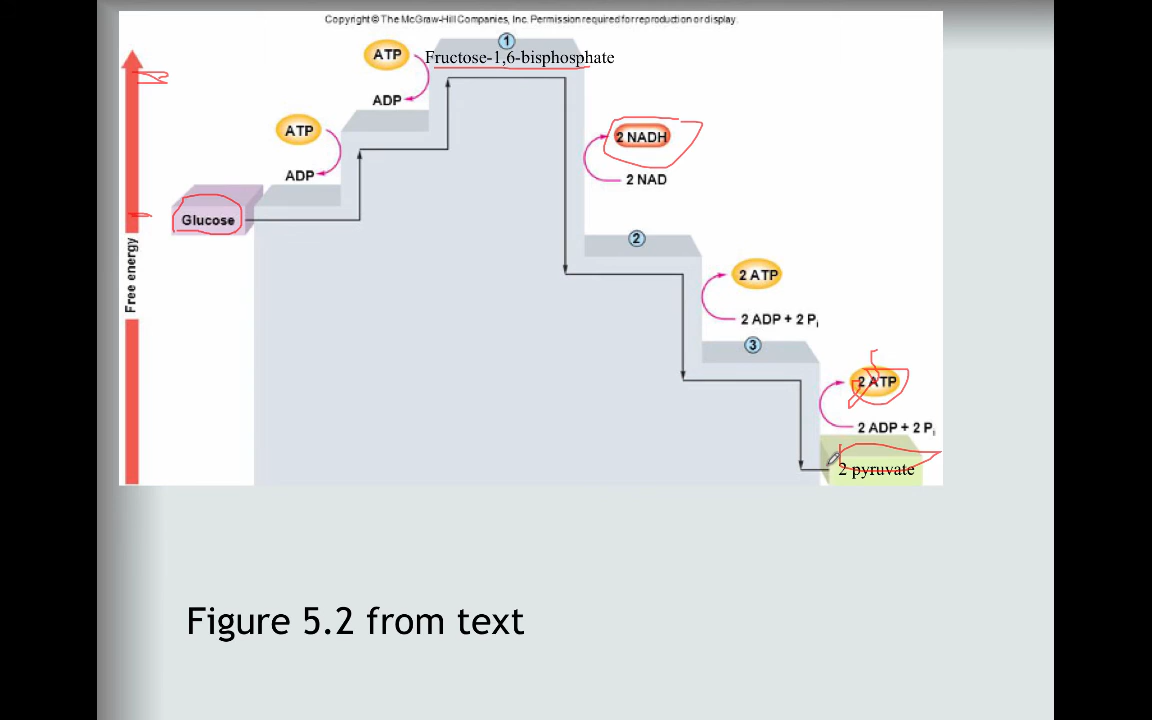 Copyright © The McGraw-Hill Companies, Inc. Permission required for reproduction or display.
1
ATP
Fructose-1,6-bisphosphate
ADP
ATP
2 NADH
ADP
2 NAD
Glucose
2
Free energy
2 ATP
2 ADP + 2 Pi
3
2 ATP
2 ADP + 2 Pi
2 pyruvate
Figure 5.2 from text